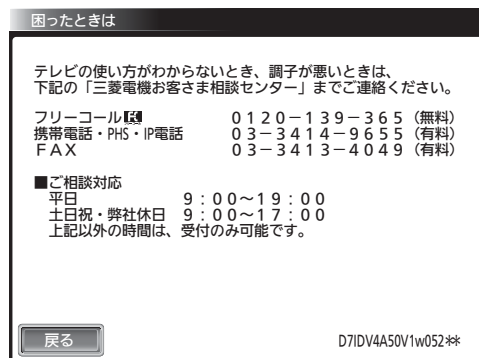 困ったときは
テレビの使い方がわからないとき、調子が悪いときは、
下記の「三菱電機お客さま相談センター」までご連絡ください。
フリーコール 0120-139-365 (無料)
携帯電話・PHS・IP電話 03-3414-9655 (有料)
FAX 03-3413-4049 (有料)
■ご相談対応
平日 9:00～19:00
土日祝・弊社休日 9:00～17:00
上記以外の時間は、受付のみ可能です。
戻る
D7IDV4A50V1w052**